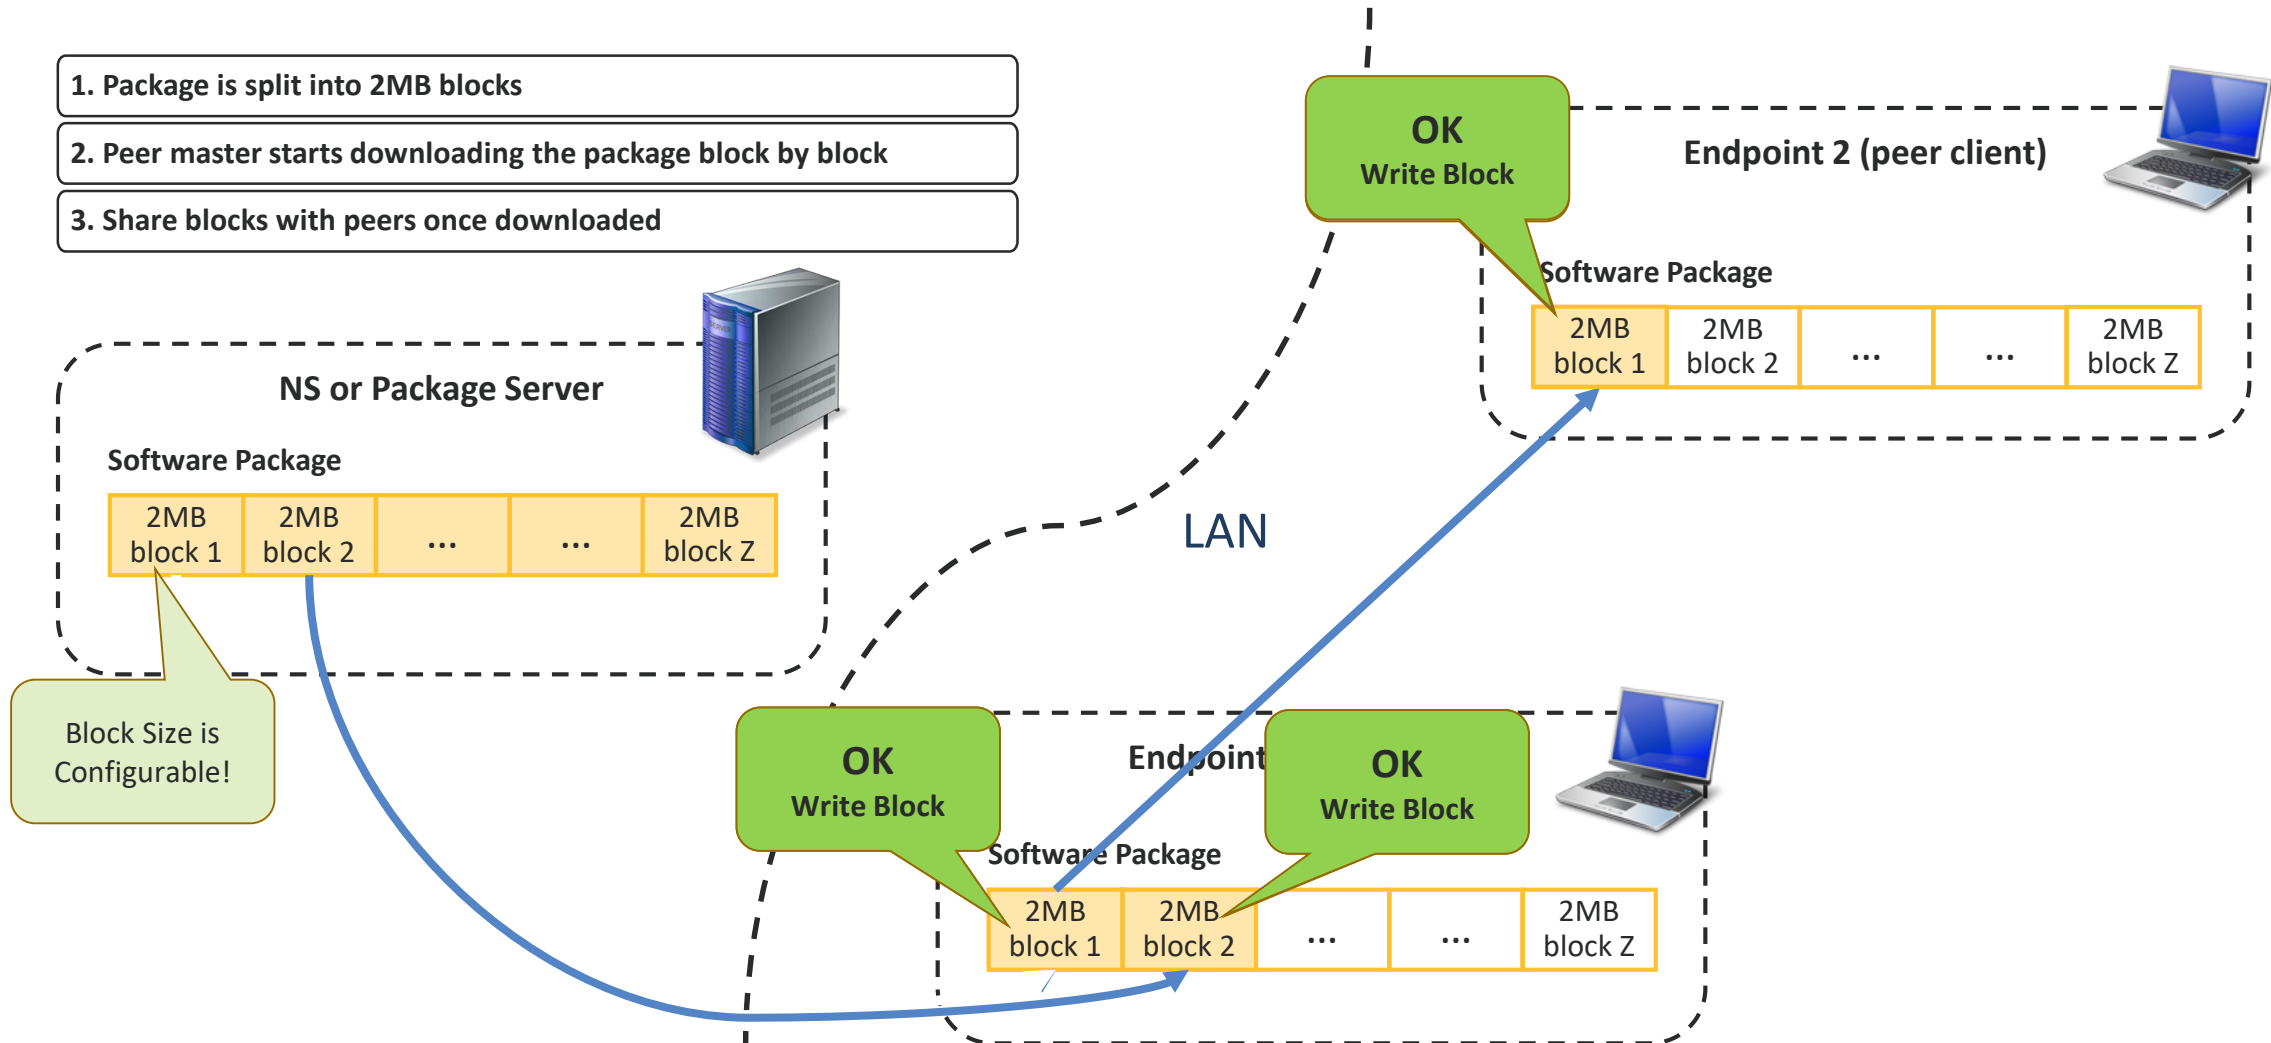 1. Package is split into 2MB blocks
2. Peer master starts downloading the package block by block
3. Share blocks with peers once downloaded
OK
Write Block
Endpoint 2 (peer client)
Software Package
2MB
block 1
2MB
block 2
...
...
2MB
block Z
SERVER
NS or Package Server
Software Package
2MB
block 1
2MB
block 2
...
...
2MB
block Z
LAN
Block Size is
Configurable!
OK
Write Block
Endpoint
OK
Write Block
Software Package
2MB
block 1
2MB
block 2
...
...
2MB
block Z